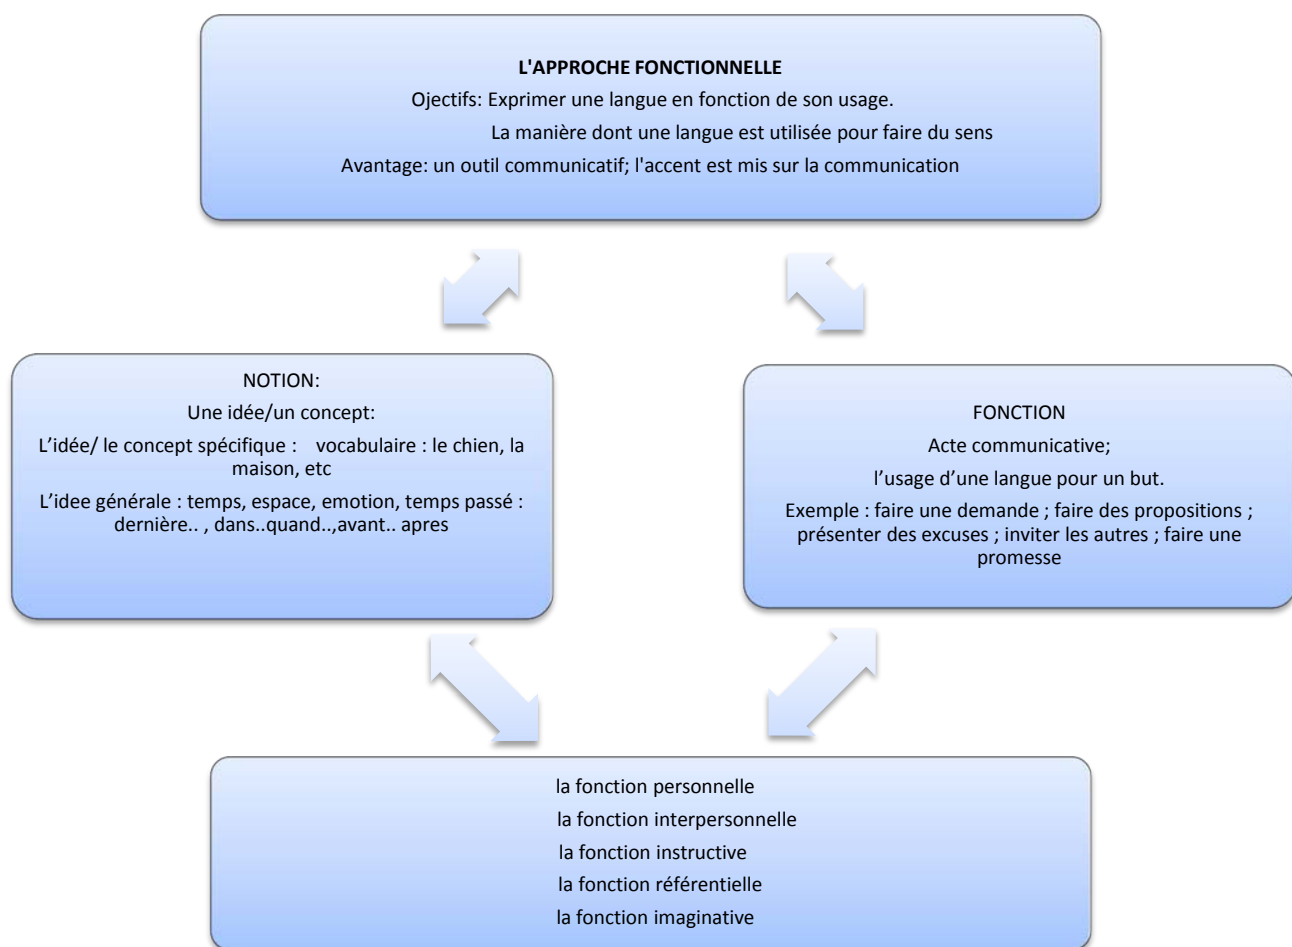 L'APPROCHE FONCTIONNELLE
Ojectifs: Exprimer une langue en fonction de son usage.
La manière dont une langue est utilisée pour faire du sens
Avantage: un outil communicatif; l'accent est mis sur la communication
NOTION:
Une idée/un concept:
L'idée/ le concept spécifique : vocabulaire : le chien, la
maison, etc
L'idee générale : temps, espace, emotion, temps passé :
dernière.. , dans..quand..,avant.. apres
FONCTION
Acte communicative;
l'usage d'une langue pour un but.
Exemple : faire une demande ; faire des propositions ;
présenter des excuses ; inviter les autres ; faire une
promesse
la fonction personnelle
la fonction interpersonnelle
la fonction instructive
la fonction référentielle
la fonction imaginative